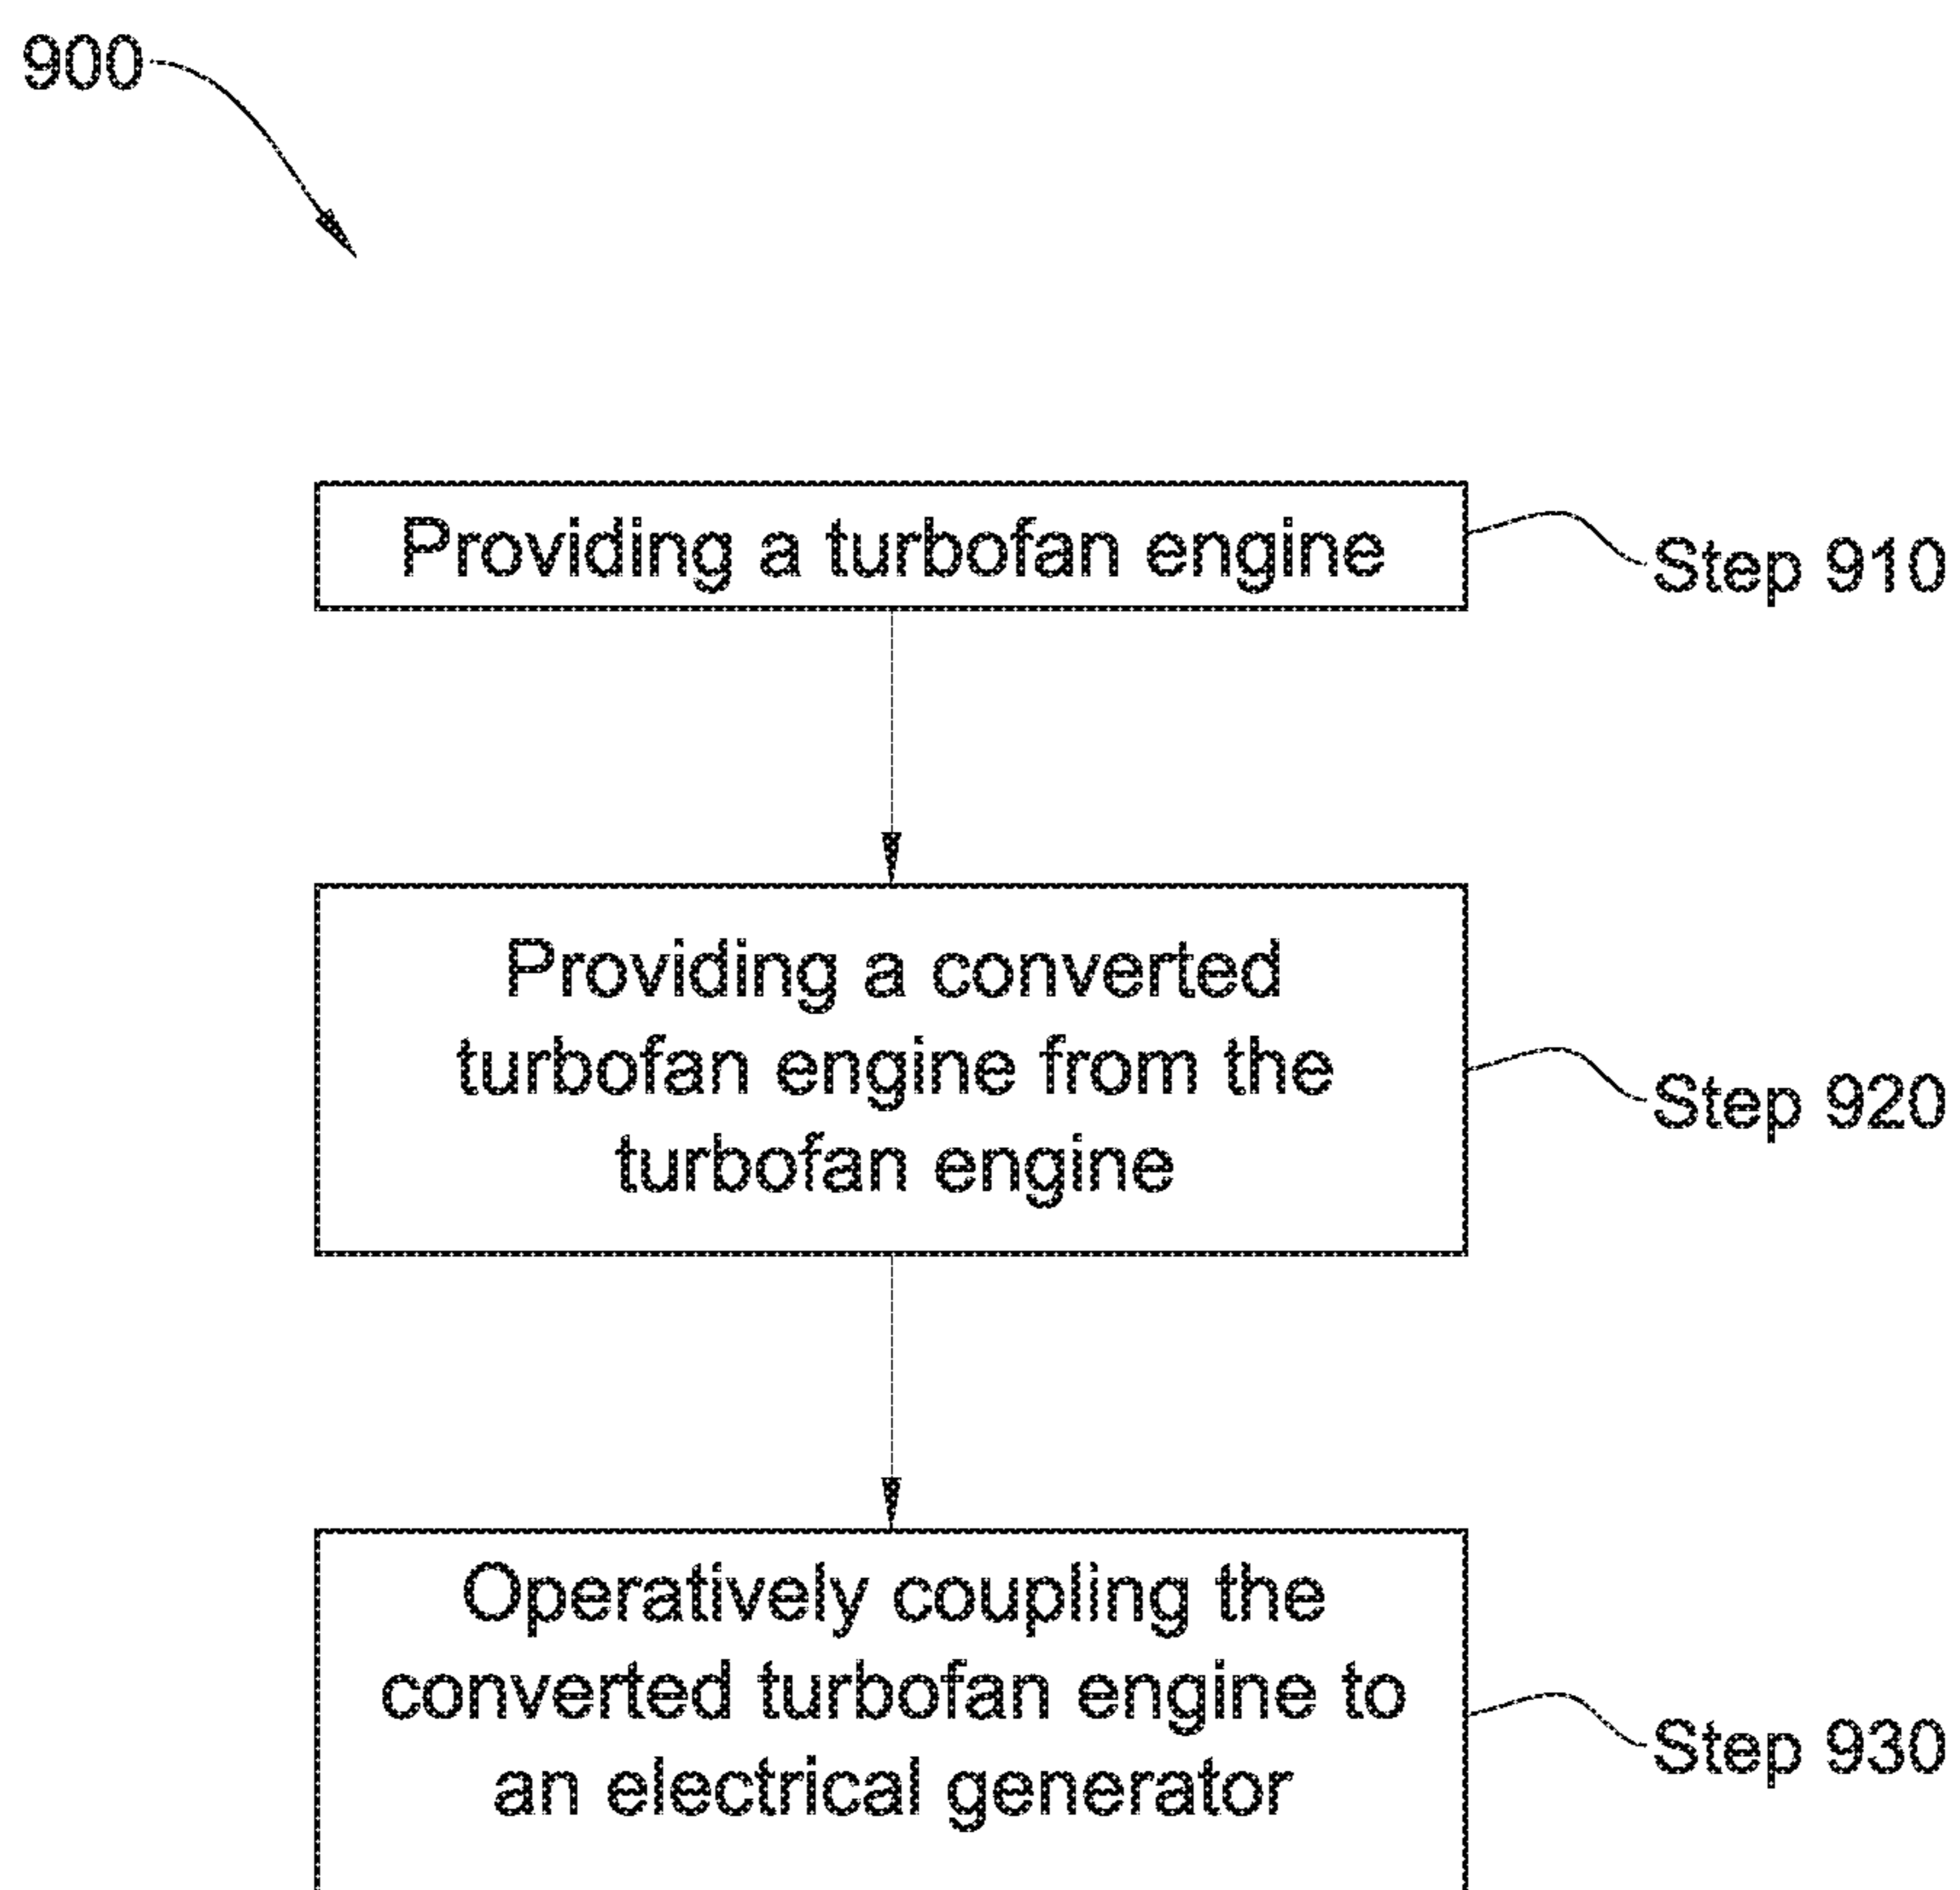 900
Providing a turbofan engine
Step 910
Providing a converted
turbofan engine from the
turbofan engine
Step 920
Operatively coupling the
converted turbofan engine to
an electrical generator
Step 930